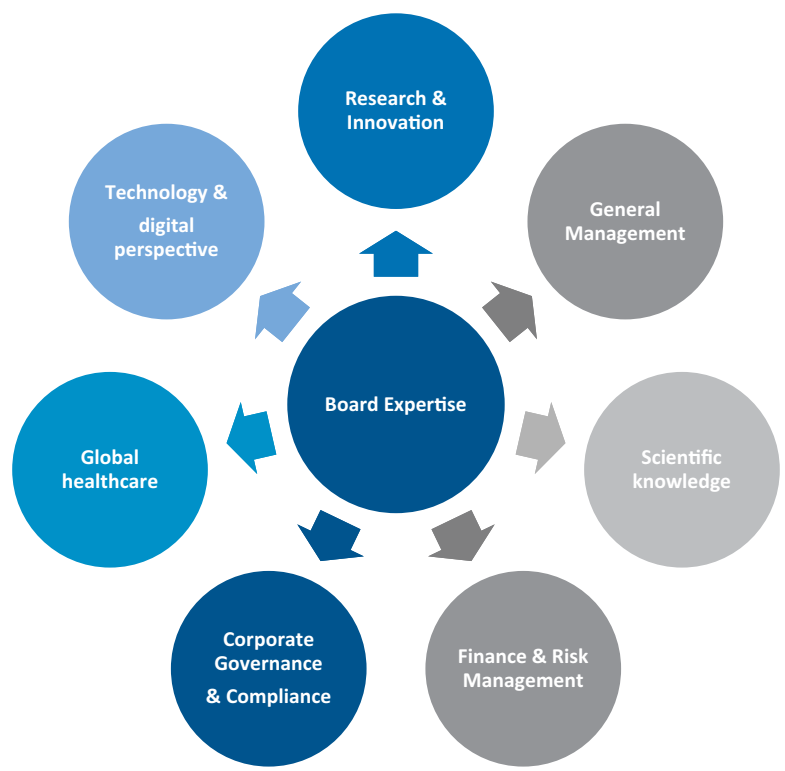 Research &
Innovation
General
Management
Scientific
knowledge
Finance & Risk
Management
Corporate
Governance
& Compliance
Global
healthcare
Technology &
digital
perspective
Board Expertise